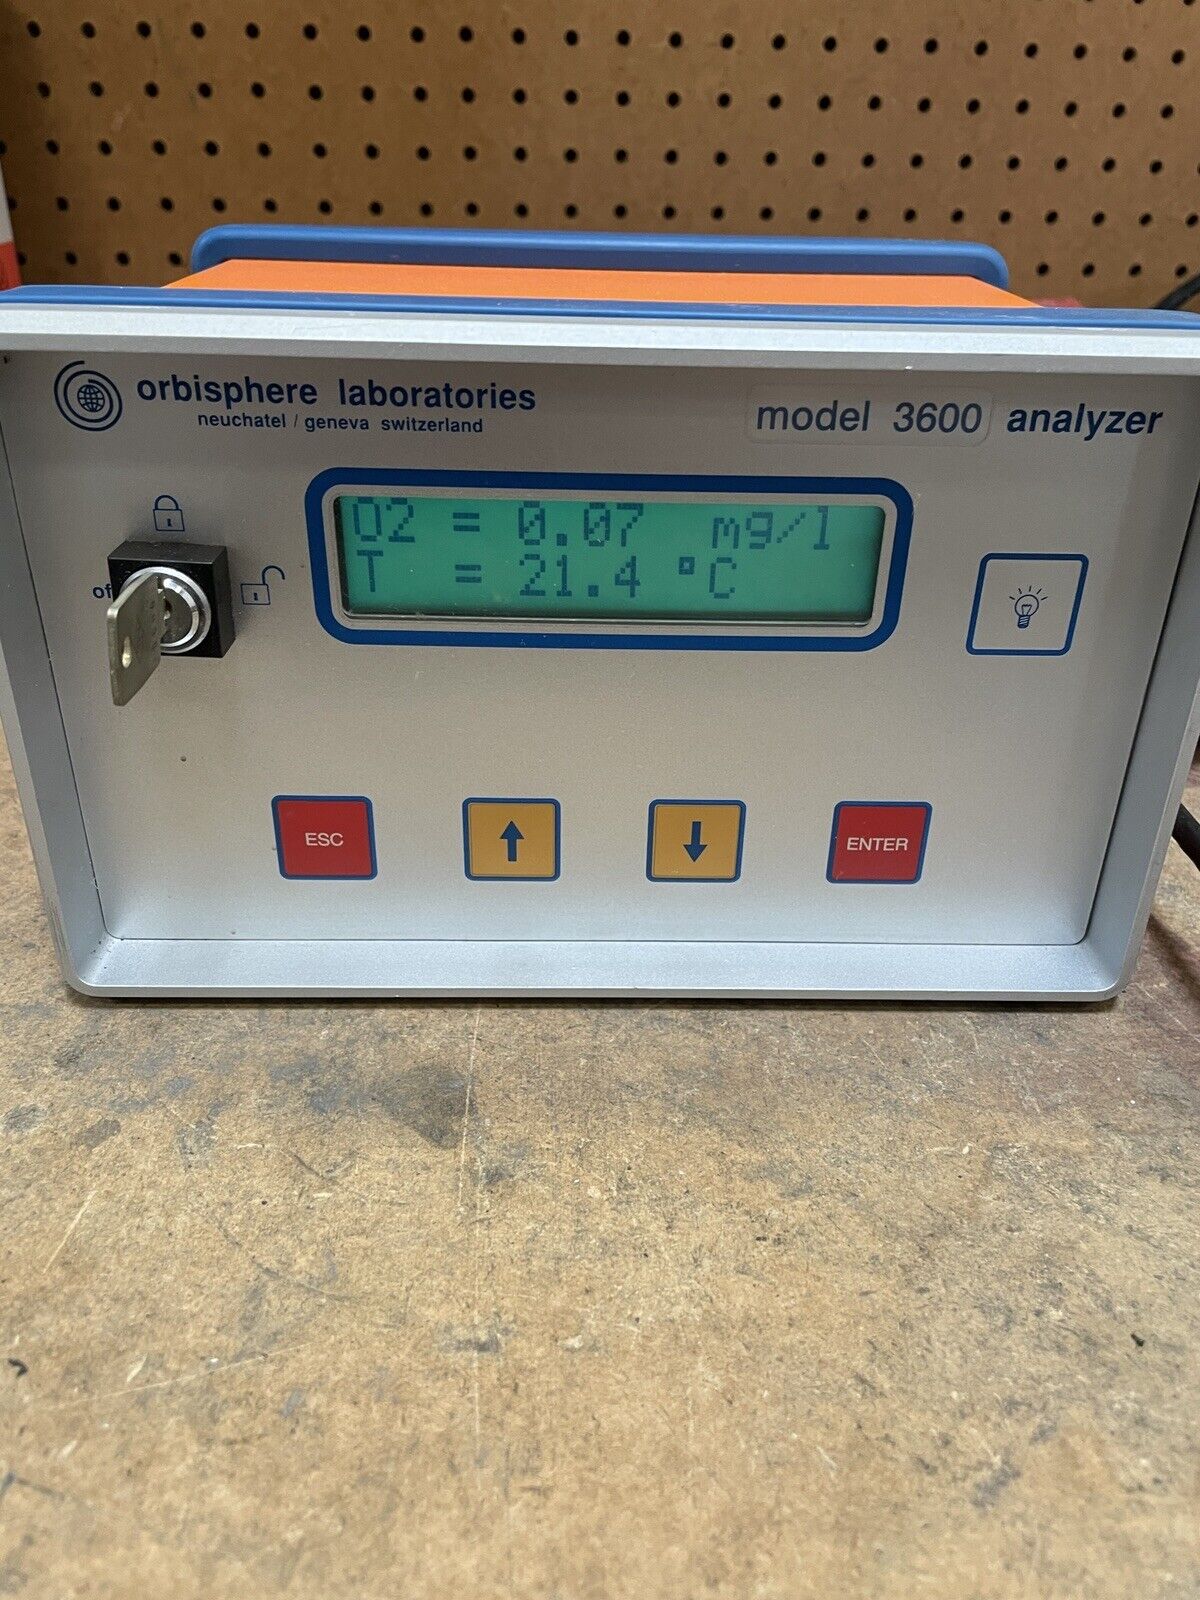 orbisphere laboratories
neuchatel / geneva switzerland
model 3600 analyzer
O2 = 0.07 mg/l
T = 21.4 °C
ESC
ENTER